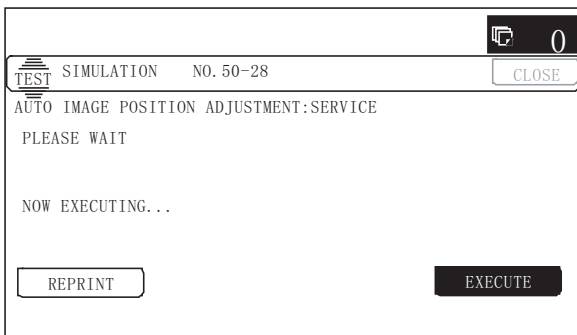 0
TEST SIMULATION NO.50-28 CLOSE
AUTO IMAGE POSITION ADJUSTMENT:SERVICE
PLEASE WAIT
NOW EXECUTING...
REPRINT EXECUTE